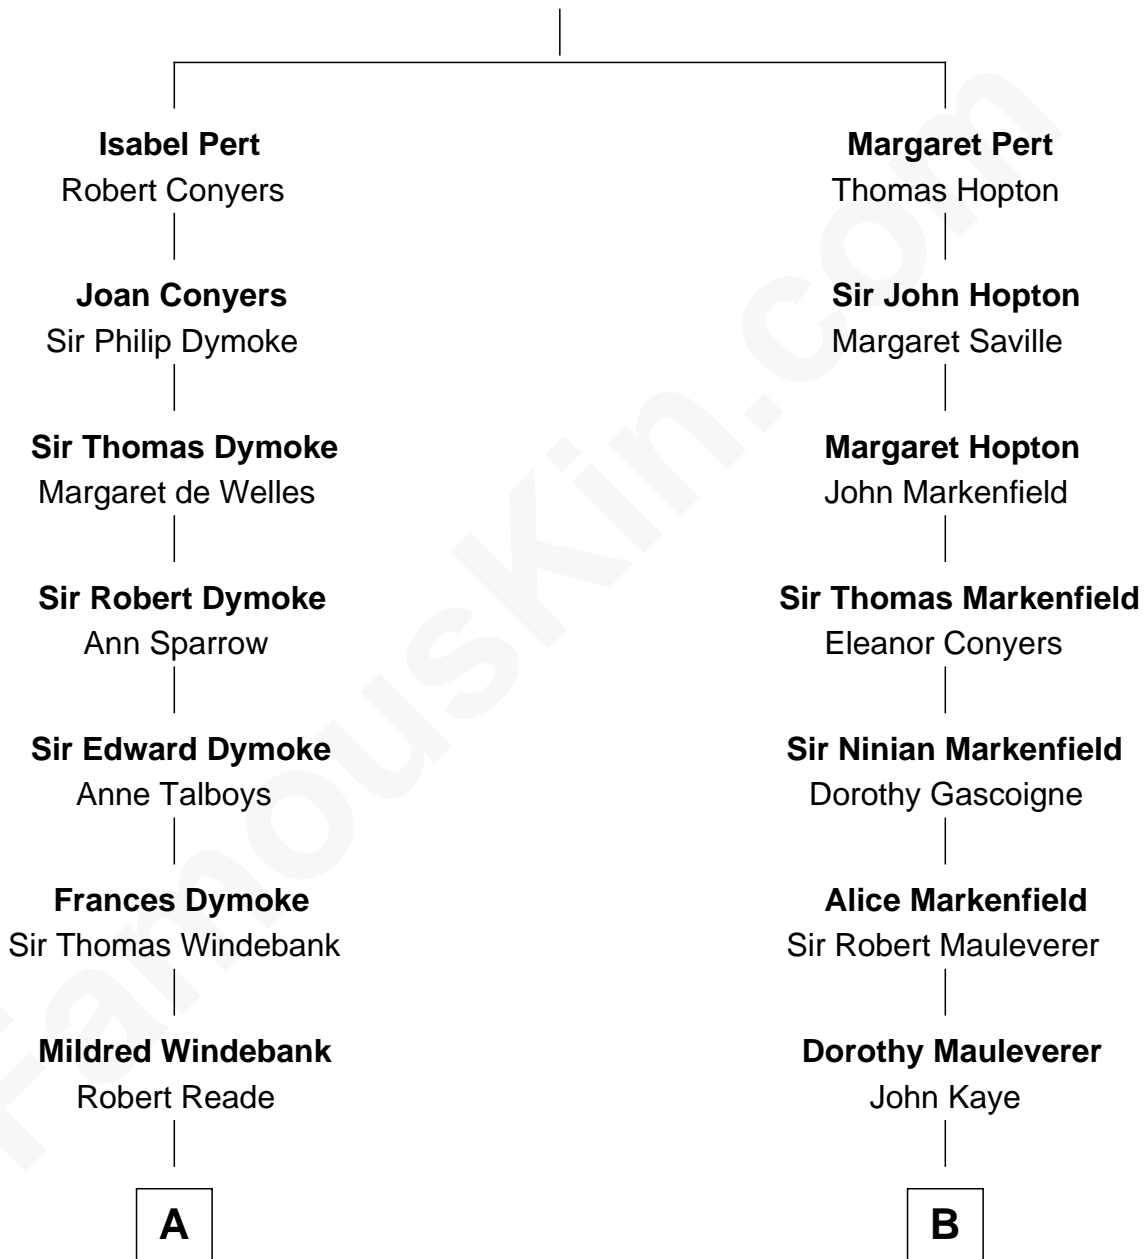 Isabel Pert
Robert Conyers
Joan Conyers
Sir Philip Dymoke
Sir Thomas Dymoke
Margaret de Welles
Sir Robert Dymoke
Ann Sparrow
Sir Edward Dymoke
Anne Talboys
Frances Dymoke
Sir Thomas Windebank
Mildred Windebank
Robert Reade
A
Margaret Pert
Thomas Hopton
Sir John Hopton
Margaret Saville
Margaret Hopton
John Markenfield
Sir Thomas Markenfield
Eleanor Conyers
Sir Ninian Markenfield
Dorothy Gascoigne
Alice Markenfield
Sir Robert Mauleverer
Dorothy Mauleverer
John Kaye
B
FamousKin.com